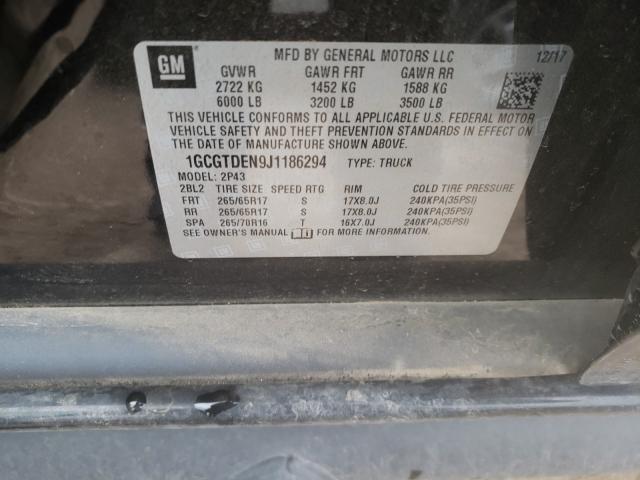 GM
MFD BY GENERAL MOTORS LLC 12/17
GVWR GAWR FRT GAWR RR
2722 KG 1452 KG 1588 KG
6000 LB 3200 LB 3500 LB
THIS VEHICLE CONFORMS TO ALL APPLICABLE U.S. FEDERAL MOTOR
VEHICLE SAFETY AND THEFT PREVENTION STANDARDS IN EFFECT ON
THE DATE OF MANUFACTURE SHOWN ABOVE.
1GCGTDEN9J1186294 TYPE: TRUCK
MODEL: 2P43
2BL2 TIRE SIZE SPEED RTG RIM COLD TIRE PRESSURE
FRT 265/65R17 S 17X8.0J 240KPA(35PSI)
RR 265/65R17 S 17X8.0J 240KPA(35PSI)
SPA 265/70R16 T 16X7.0J 240KPA(35PSI)
SEE OWNER'S MANUAL FOR MORE INFORMATION